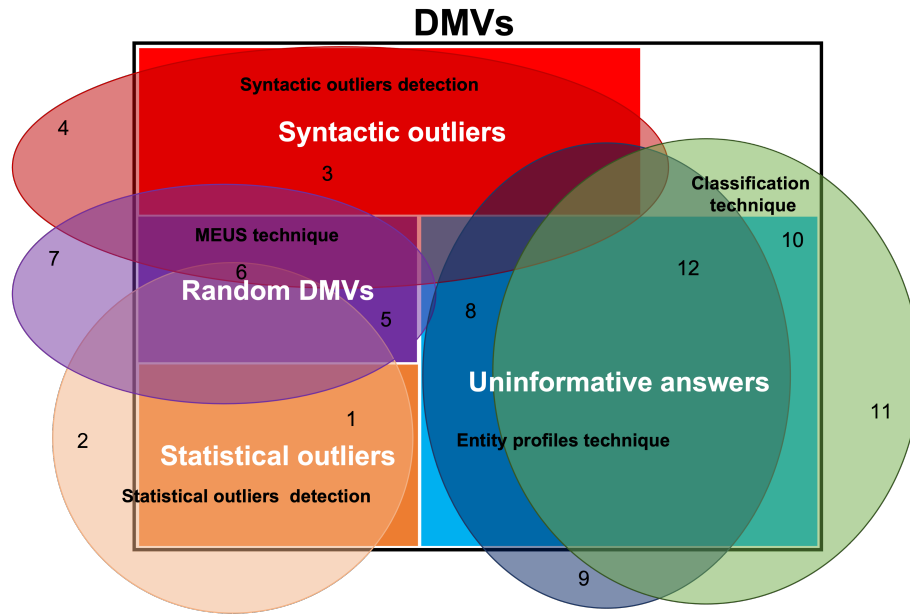 DMVs
Syntactic outliers detection
4
Syntactic outliers
3
Classification
technique
MEUS technique
10
7
6
12
Random DMVs
8
5
Uninformative answers
11
1
2
Entity profiles technique
Statistical outliers
Statistical outliers  detection
9